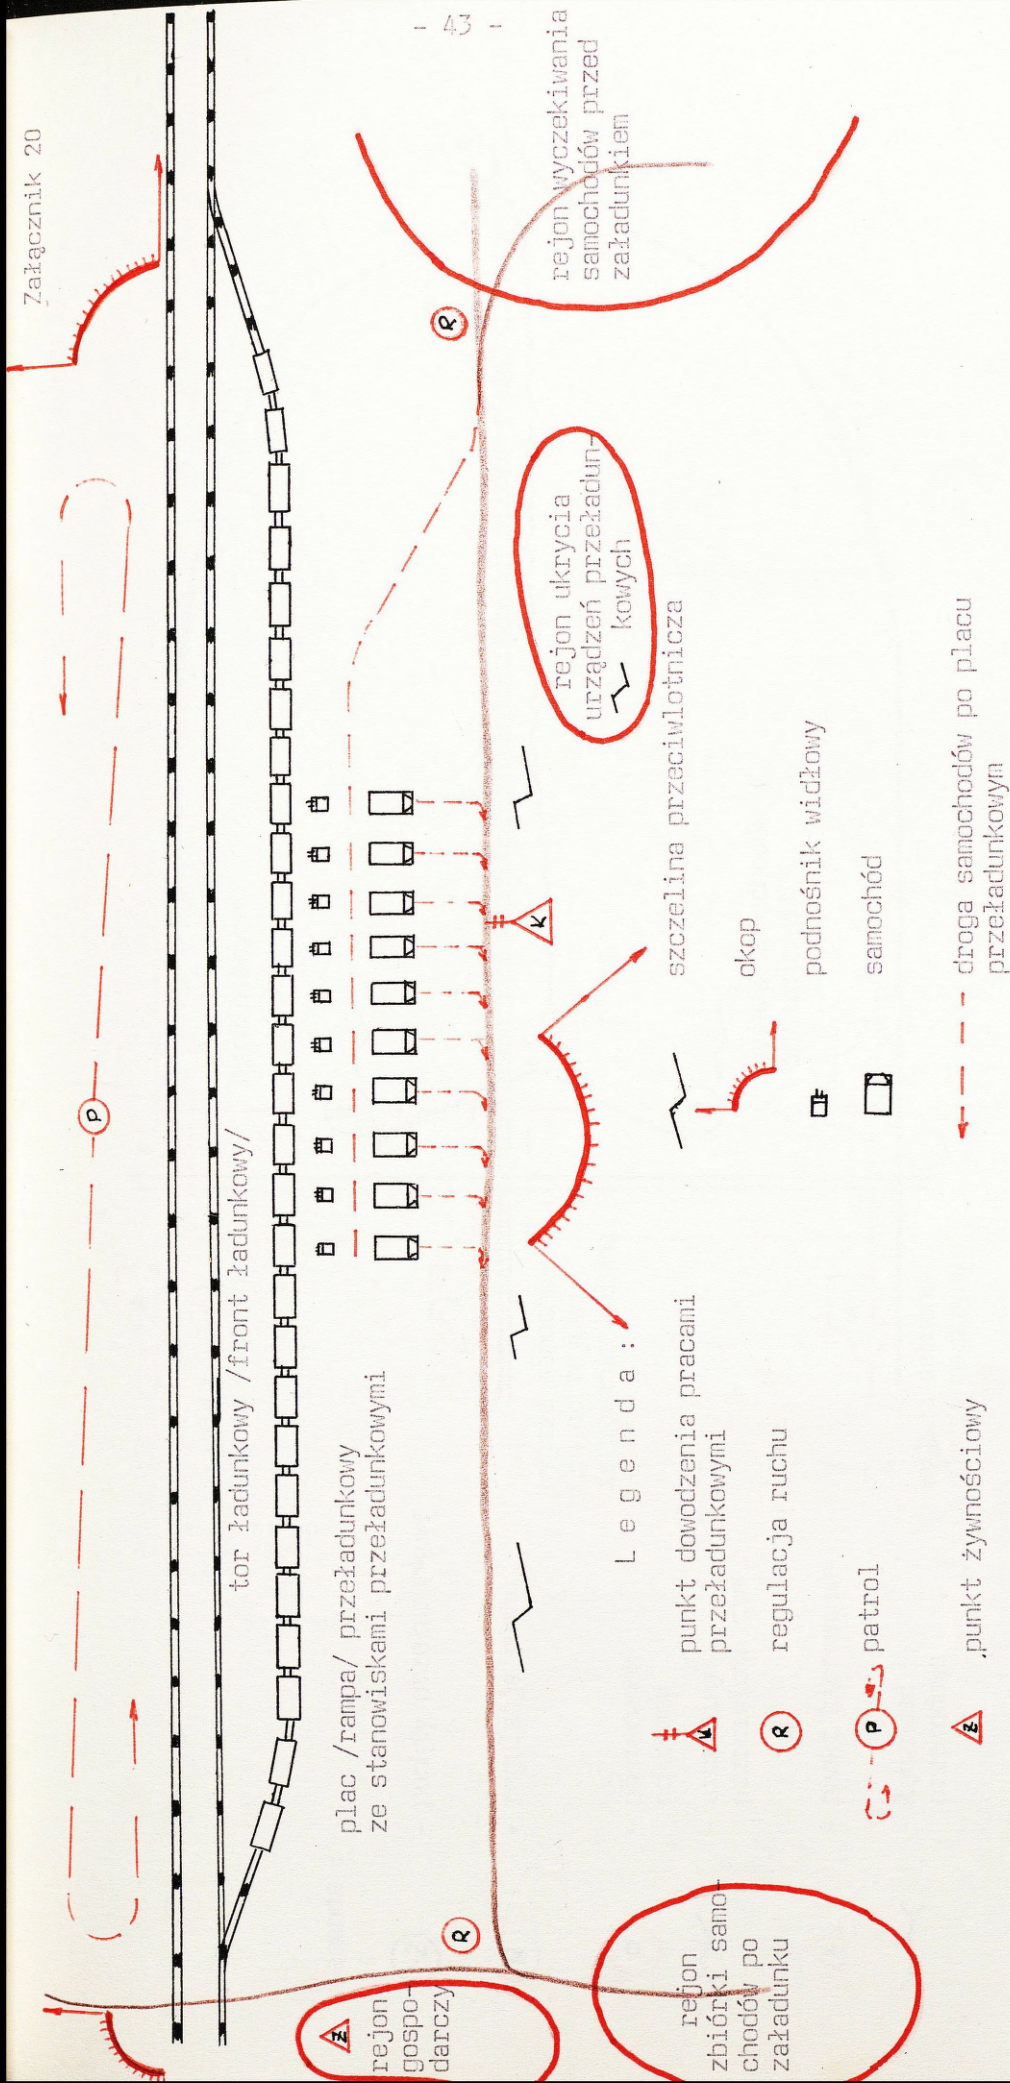 - 43 -
Załącznik 20
P
tor ładunkowy /front ładunkowy/
plac /rampa/ przeładunkowy
ze stanowiskami przeładunkowymi
R
R
K
rejon wyczekiwania
samochodów przed
załadunkiem
rejon ukrycia
urządzeń przeładun-
kowych
Ż
rejon
gospo-
darczy
rejon
zbiórki samo-
chodów po
załadunku
L e g e n d a :
K
punkt dowodzenia pracami
przeładunkowymi
R
regulacja ruchu
P
patrol
Ż
punkt żywnościowy
szczelina przeciwlotnicza
okop
podnośnik widłowy
samochód
droga samochodów po placu
przeładunkowym